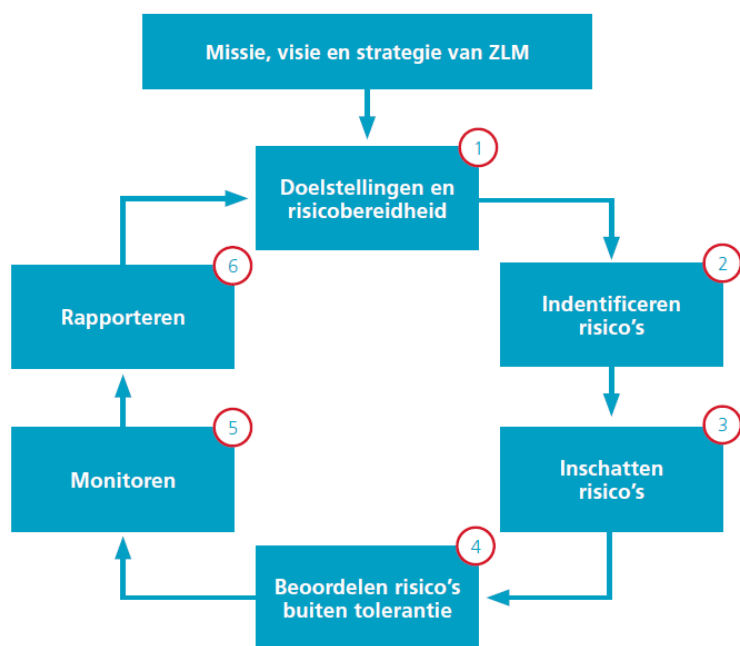 Missie, visie en strategie van ZLM
1
Doelstellingen en
risicobereidheid
2
Indentificeren
risico's
3
Inschatten
risico's
4
Beoordelen risico's
buiten tolerantie
5
Monitoren
6
Rapporteren